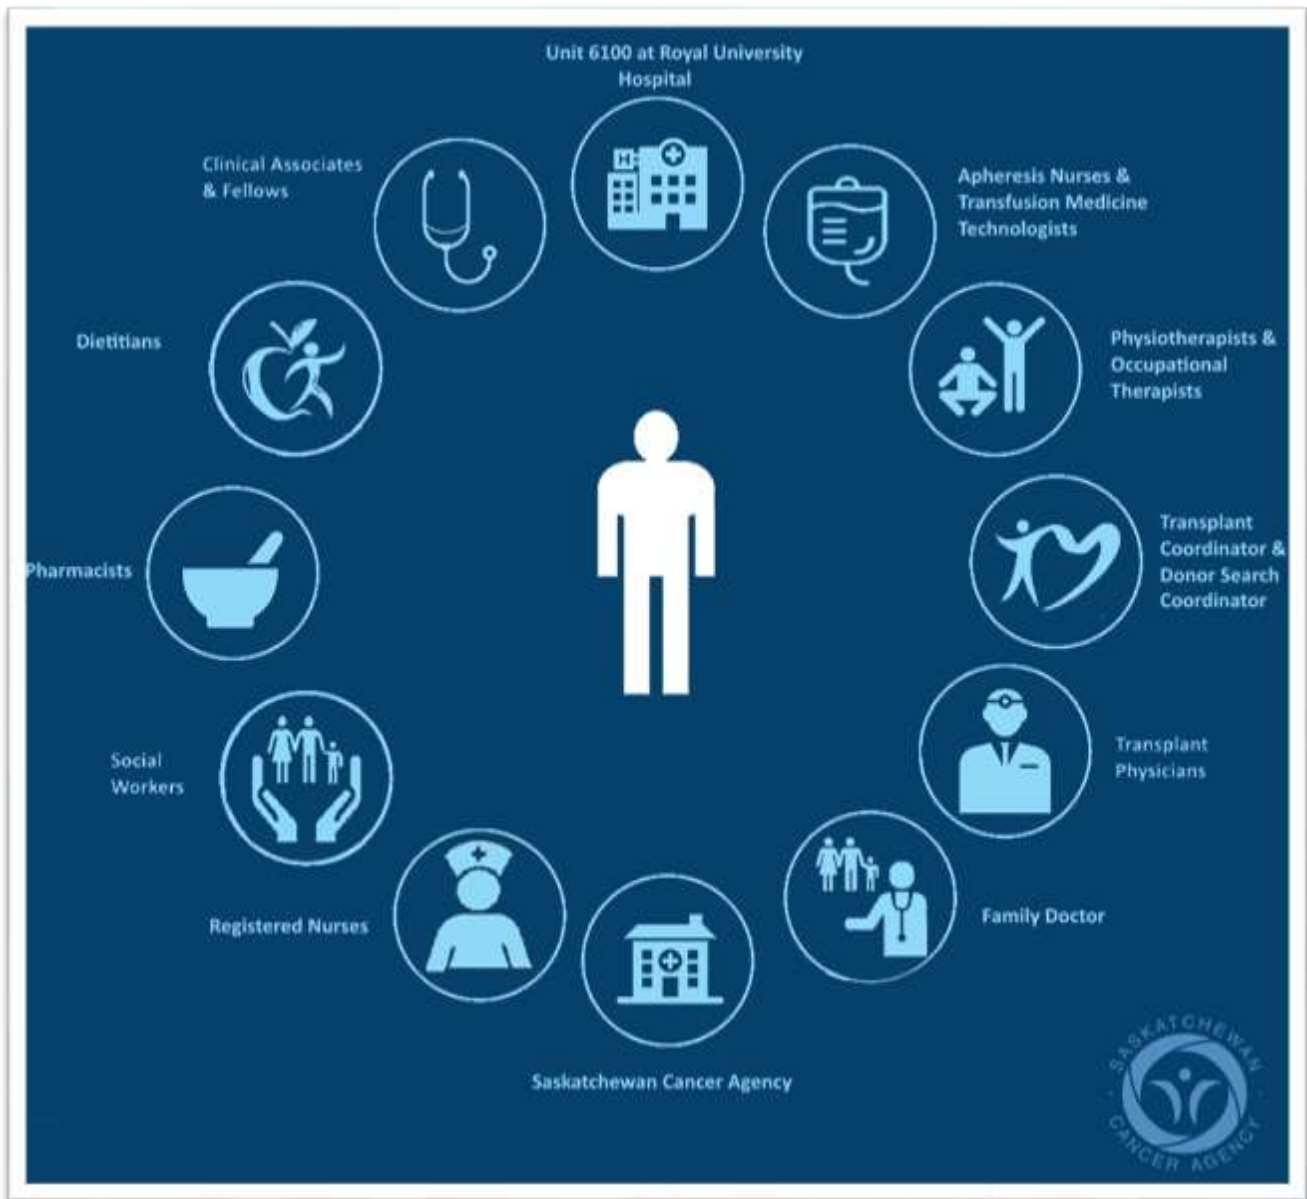 Unit 6100 at Royal University
Hospital
Clinical Associates
& Fellows
Apheresis Nurses &
Transfusion Medicine
Technologists
Dietitians
Physiotherapists &
Occupational
Therapists
Pharmacists
Transplant
Coordinator &
Donor Search
Coordinator
Social
Workers
Transplant
Physicians
Registered Nurses
Family Doctor
Saskatchewan Cancer Agency
H
SASKATCHEWAN
CANCER AGENCY